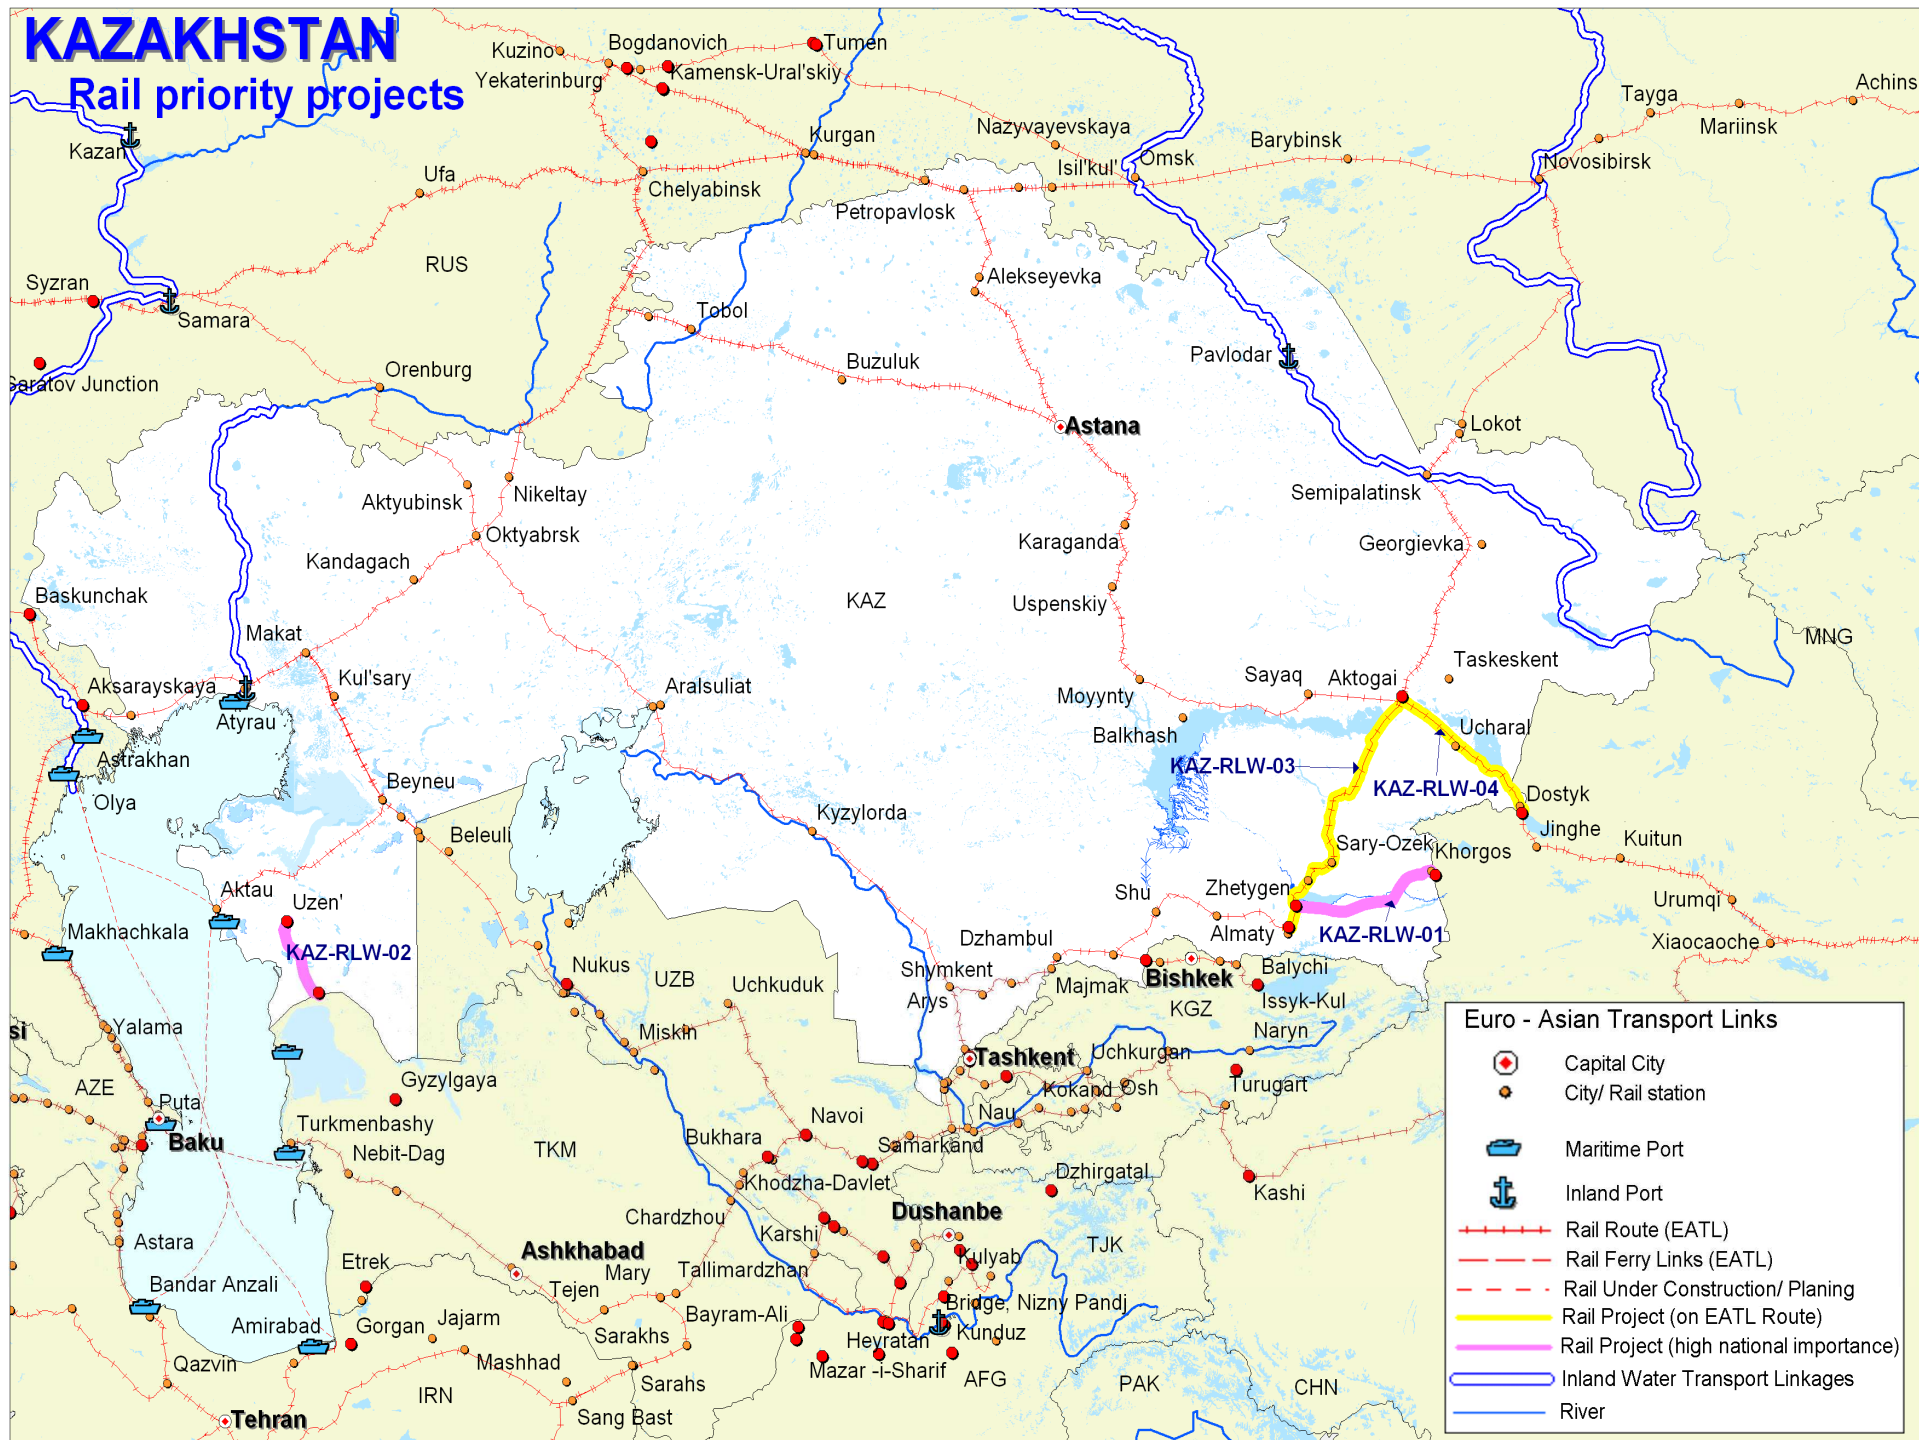 KAZAKHSTAN
Rail priority projects
Kuzino
Bogdanovich
Tumen
Yekaterinburg
Kamensk-Ural'skiy
Achins
Tayga
Mariinsk
Kazan
Kurgan
Nazyvayevskaya
Barybinsk
Omsk
Isil'kul'
Novosibirsk
Ufa
Chelyabinsk
Petropavlosk
RUS
Syzran
Samara
Alekseyevka
Tobol
Saratov Junction
Orenburg
Buzuluk
Pavlodar
Astana
Lokot
Aktyubinsk
Nikeltay
Semipalatinsk
Oktyabrsk
Karaganda
Georgievka
Kandagach
Baskunchak
KAZ
Uspenskiy
Makat
MNG
Kul'sary
Aksarayskaya
Atyrau
Aralsuliat
Sayaq
Aktogai
Taskeskent
Moyynty
Balkhash
Ucharal
Astrakhan
Olya
KAZ-RLW-03
KAZ-RLW-04
Beyneu
Beleuli
Kyzylorda
Dostyk
Jinghe
Kuitun
Sary-Ozek
Khorgos
Aktau
Uzen'
Shu
Zhetygen
Urumqi
Makhachkala
KAZ-RLW-02
Dzhambul
Almaty
KAZ-RLW-01
Xiaocaoche
Nukus
UZB
Uchkuduk
Shymkent
Arys
Majmak
Bishkek
Balychi
Issyk-Kul
KGZ
si
Yalama
Miskin
Naryn
Tashkent
Uchkurgan
AZE
Puta
Gyzylgaya
Kokand
Osh
Turugart
Baku
Turkmenbashy
Nebit-Dag
TKM
Navoi
Nau
Bukhara
Samarkand
Khodzha-Davlet
Dzhirgatal
Kashi
Chardzhou
Dushanbe
Karshi
TJK
Astara
Ashkhabad
Kulyab
Etrek
Mary
Tallimardzhan
Bandar Anzali
Tejen
Bayram-Ali
Bridge, Nizny Pandj
Amirabad
Gorgan
Jajarm
Sarakhs
Heyratan
Kunduz
Qazvin
Mashhad
Mazar -i-Sharif
AFG
IRN
Sarahs
PAK
CHN
Tehran
Sang Bast
Euro - Asian Transport Links
Capital City
City/ Rail station
Maritime Port
Inland Port
Rail Route (EATL)
Rail Ferry Links (EATL)
Rail Under Construction/ Planing
Rail Project (on EATL Route)
Rail Project (high national importance)
Inland Water Transport Linkages
River